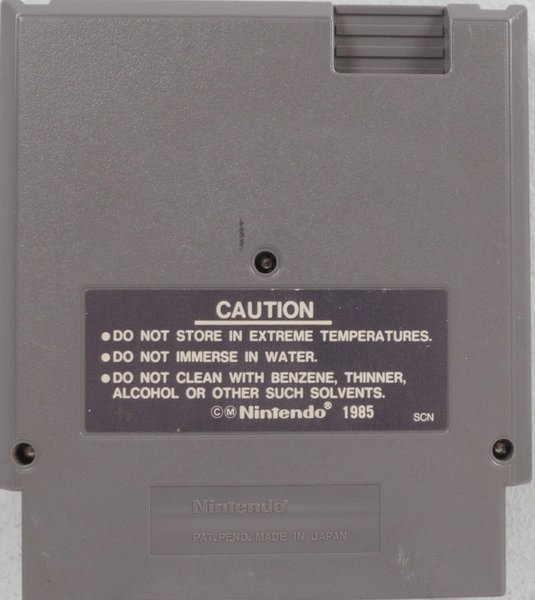 CAUTION
●DO NOT STORE IN EXTREME TEMPERATURES.
●DO NOT IMMERSE IN WATER.
●DO NOT CLEAN WITH BENZENE, THINNER,
ALCOHOL OR OTHER SUCH SOLVENTS.
ⒸⓂNintendo® 1985
SCN
Nintendo®
PAT.PEND. MADE IN JAPAN